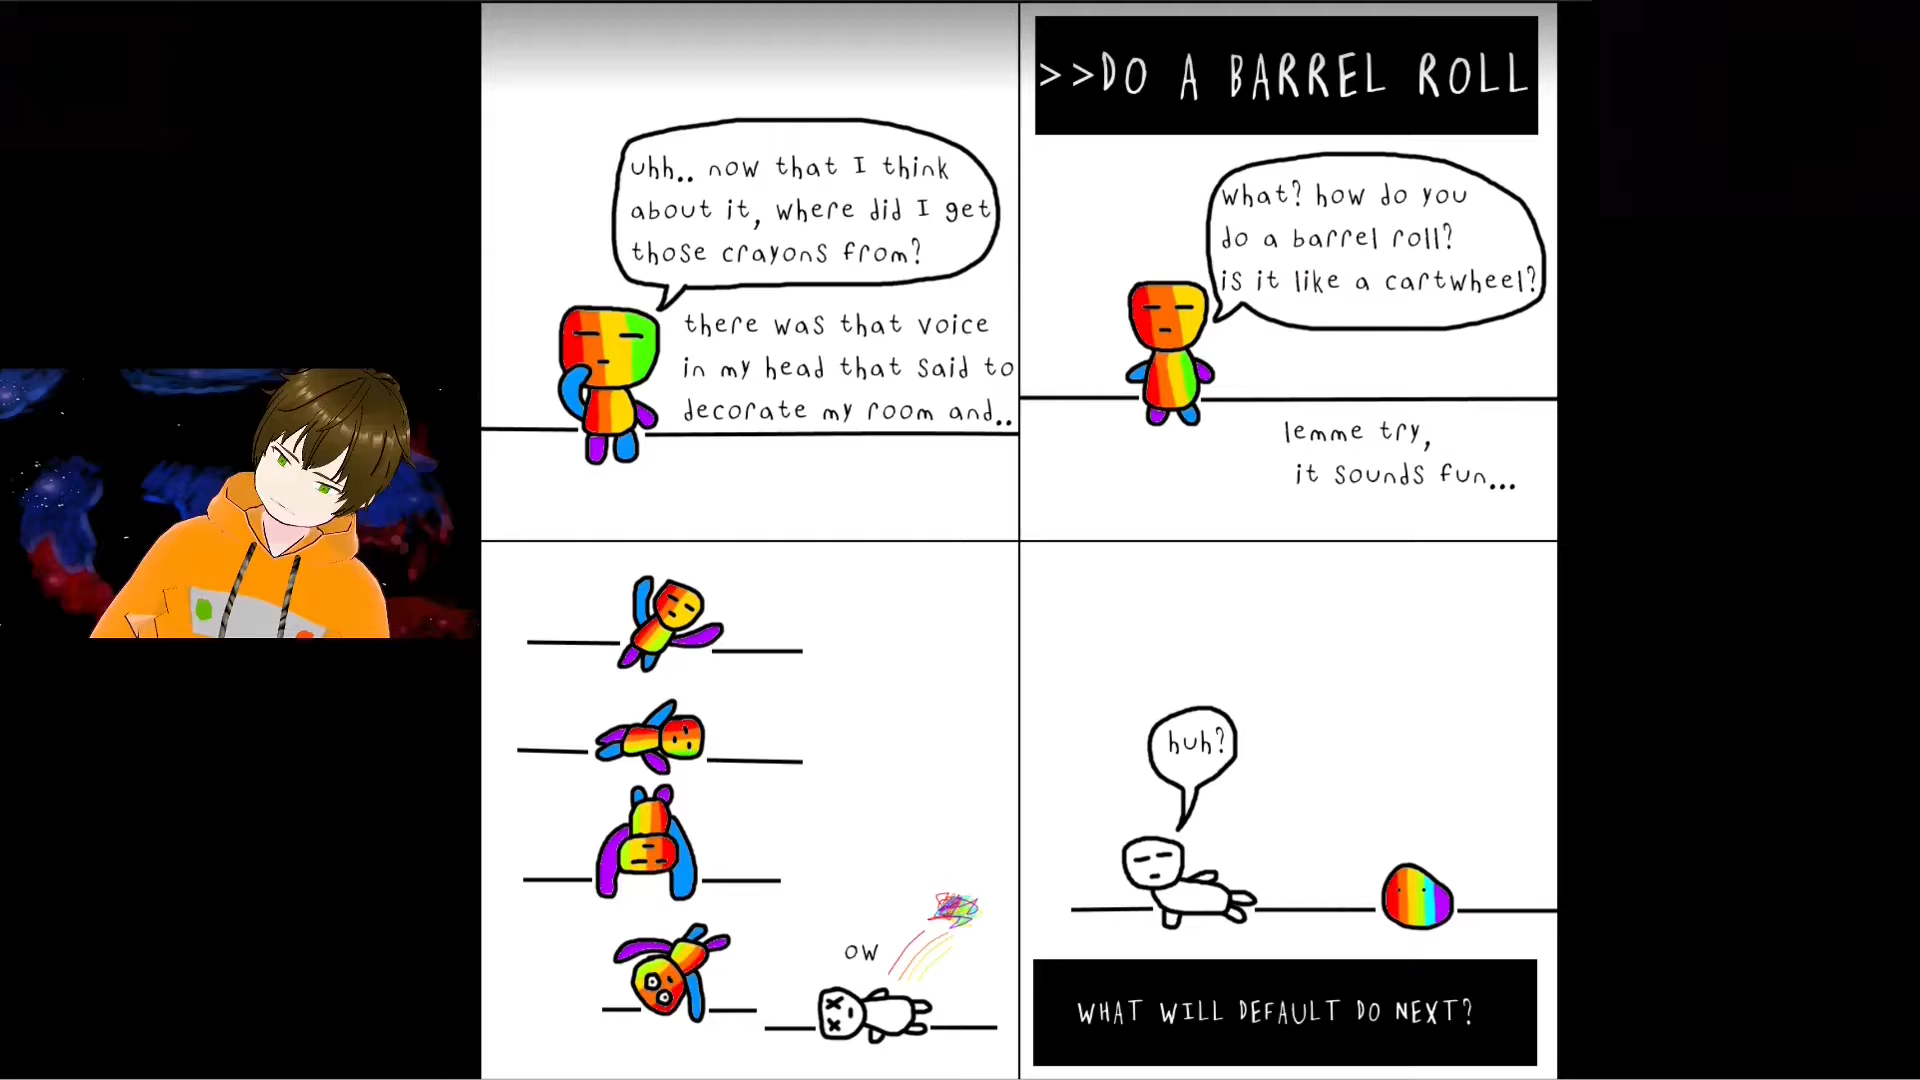 uhh.. now that I think
about it, where did I get
those crayons from?
there was that voice
in my head that said to
decorate my room and..
>>DO A BARREL ROLL
what? how do you
do a barrel roll?
is it like a cartwheel?
lemme try,
it sounds fun...
ow
huh?
WHAT WILL DEFAULT DO NEXT?